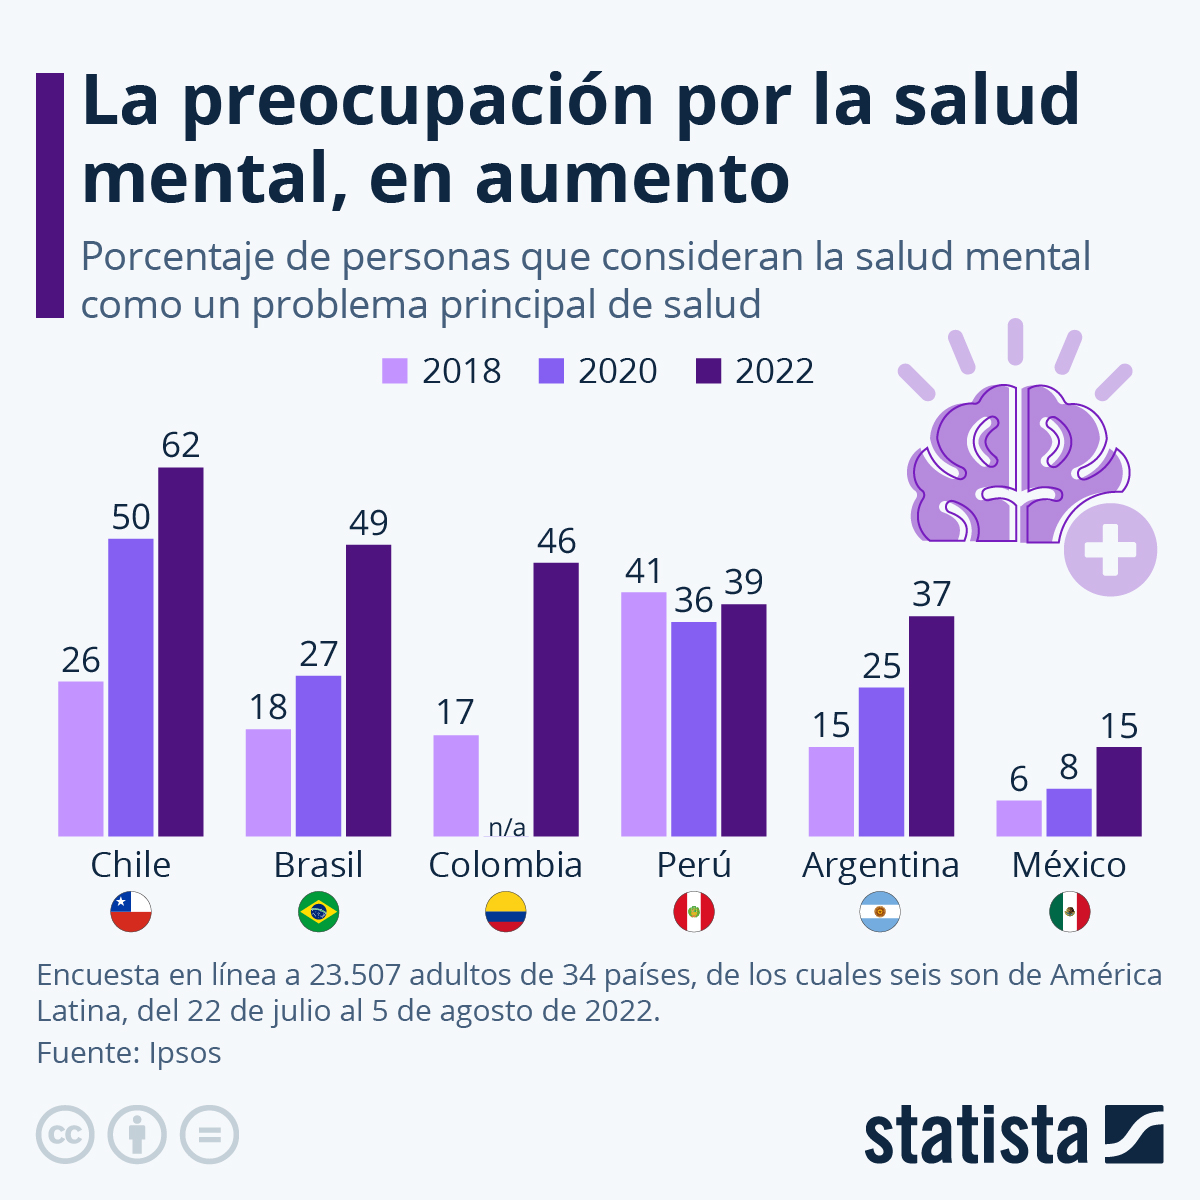 La preocupación por la salud
mental, en aumento
Porcentaje de personas que consideran la salud mental
como un problema principal de salud
2018 2020 2022
26 50 62
18 27 49
17 n/a 46
41 36 39
15 25 37
6 8 15
Chile Brasil Colombia Perú Argentina México
Encuesta en línea a 23.507 adultos de 34 países, de los cuales seis son de América
Latina, del 22 de julio al 5 de agosto de 2022.
Fuente: Ipsos
cc
statista